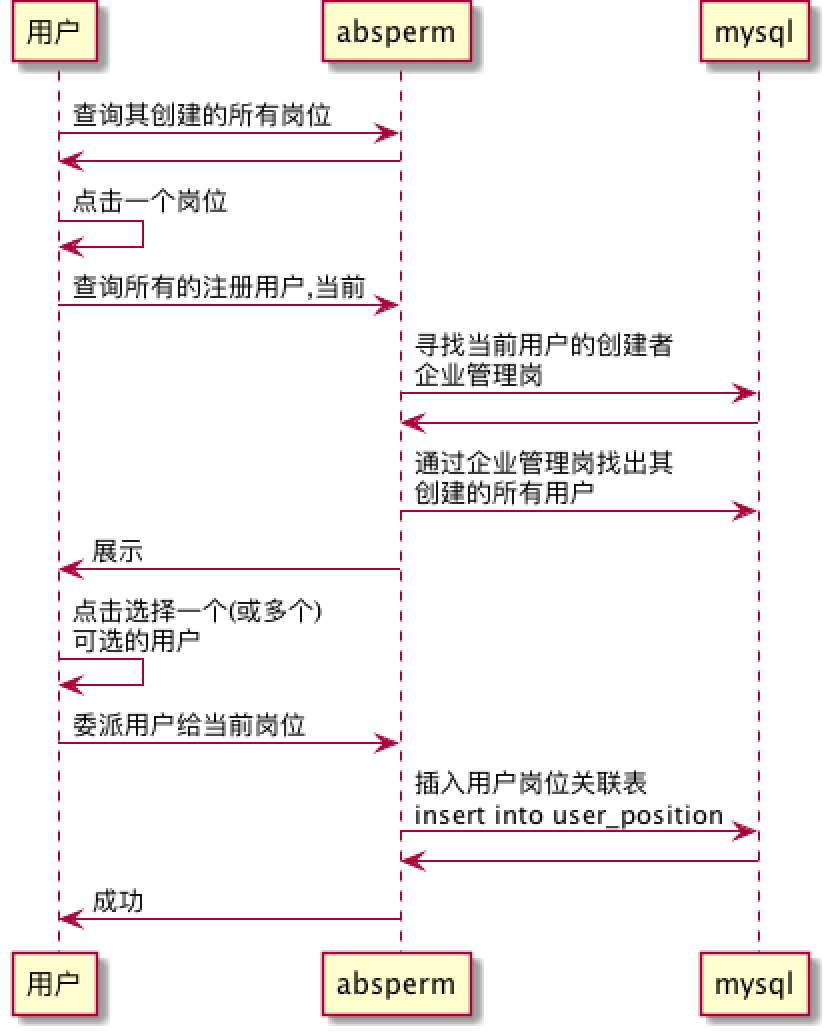 用户
absperm
mysql
查询其创建的所有岗位
点击一个岗位
查询所有的注册用户,当前
寻找当前用户的创建者
企业管理岗
通过企业管理岗找出其
创建的所有用户
展示
点击选择一个(或多个)
可选的用户
委派用户给当前岗位
插入用户岗位关联表
insert into user_position
成功
用户
absperm
mysql